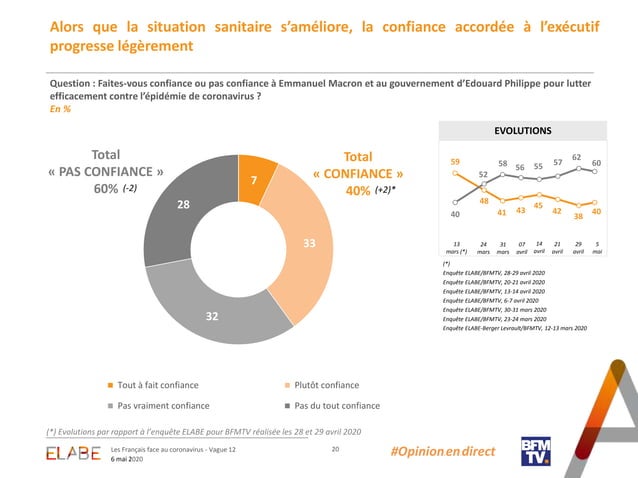 Alors que la situation sanitaire s’améliore, la confiance accordée à l’exécutif
progresse légèrement
Question : Faites-vous confiance ou pas confiance à Emmanuel Macron et au gouvernement d’Edouard Philippe pour lutter
efficacement contre l’épidémie de coronavirus ?
En %
Total
« PAS CONFIANCE »
60% (-2)
Total
« CONFIANCE »
40% (+2)*
7
33
32
28
EVOLUTIONS
59 48 41 43 45 42 38 40
40 52 58 56 55 57 62 60
13 24 31 07 14 21 29 5
mars (*) mars mars avril avril avril avril mai
(*)
Enquête ELABE/BFMTV, 28-29 avril 2020
Enquête ELABE/BFMTV, 20-21 avril 2020
Enquête ELABE/BFMTV, 13-14 avril 2020
Enquête ELABE/BFMTV, 6-7 avril 2020
Enquête ELABE/BFMTV, 30-31 mars 2020
Enquête ELABE/BFMTV, 23-24 mars 2020
Enquête ELABE-Berger Levrault/BFMTV, 12-13 mars 2020
Tout à fait confiance
Plutôt confiance
Pas vraiment confiance
Pas du tout confiance
(*) Evolutions par rapport à l’enquête ELABE pour BFMTV réalisée les 28 et 29 avril 2020
ELABE
Les Français face au coronavirus - Vague 12
6 mai 2020
20
#Opinion en direct
BFM
TV.